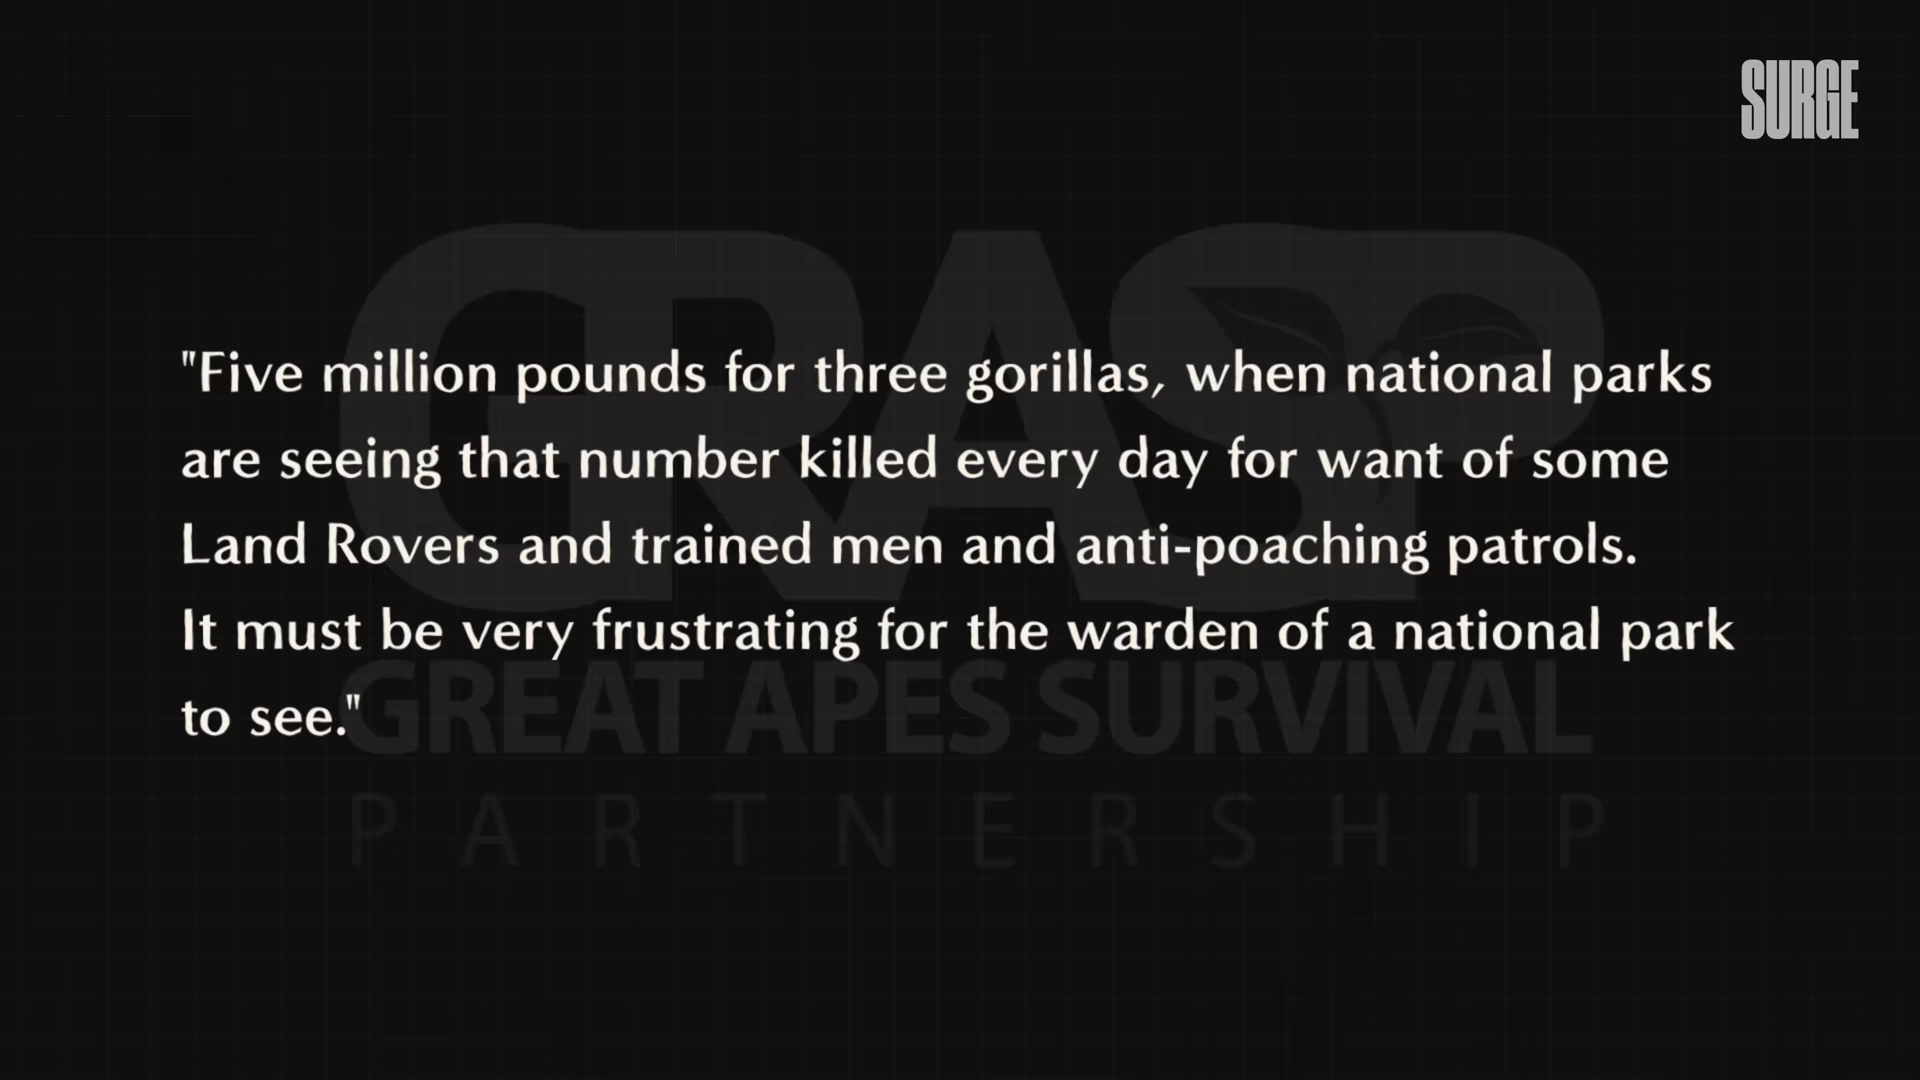 SURGE
GRASP
"Five million pounds for three gorillas, when national parks
are seeing that number killed every day for want of some
Land Rovers and trained men and anti-poaching patrols.
It must be very frustrating for the warden of a national park
to see."
GREAT APES SURVIVAL
PARTNERSHIP